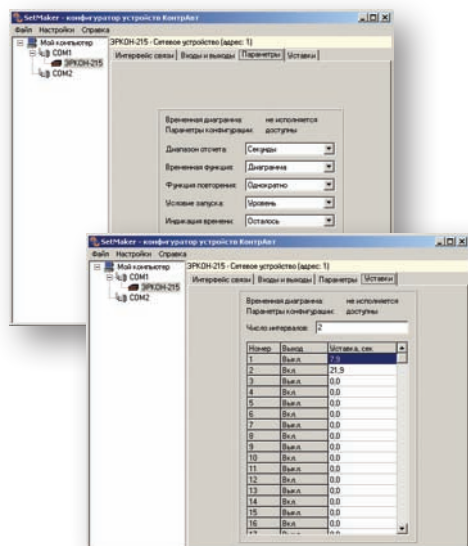 SetMaker - конфигуратор устройств КонтрАвт
Файл Настройки Справка
Мой компьютер
COM1
ЭРКОН-215
COM2
ЭРКОН-215 - Сетевое устройство (адрес: 1)
Интерфейс связи Входы и выходы Параметры Уставки
Временная диаграмма: не исполняется
Параметры конфигурации: доступны
Диапазон отсчета: Секунды
Временная функция: Диаграмма
Функция повторения: Однократно
Условие запуска: Уровень
Индикация времени: Осталось
SetMaker - конфигуратор устройств КонтрАвт
Файл Настройки Справка
Мой компьютер
COM1
ЭРКОН-215
COM2
ЭРКОН-215 - Сетевое устройство (адрес: 1)
Интерфейс связи Входы и выходы Параметры Уставки
Временная диаграмма: не исполняется
Параметры конфигурации: доступны
Число интервалов: 2
Номер Выход Уставка, сек
1 Выкл. 7,9
2 Вкл. 21,9
3 Выкл. 0,0
4 Вкл. 0,0
5 Выкл. 0,0
6 Вкл. 0,0
7 Выкл. 0,0
8 Вкл. 0,0
9 Выкл. 0,0
10 Вкл. 0,0
11 Выкл. 0,0
12 Вкл. 0,0
13 Выкл. 0,0
14 Вкл. 0,0
15 Выкл. 0,0
16 Вкл. 0,0